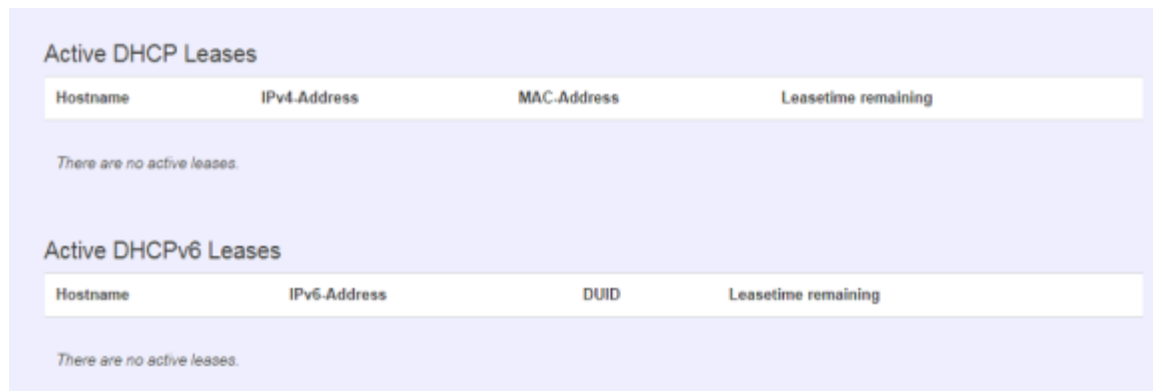 Active DHCP Leases
Hostname IPv4-Address MAC-Address Leasetime remaining
There are no active leases.
Active DHCPv6 Leases
Hostname IPv6-Address DUID Leasetime remaining
There are no active leases.